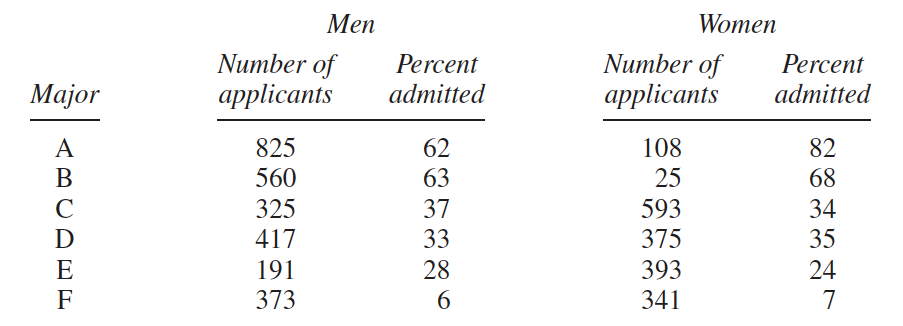 Men Women
Number of Percent Number of Percent
Major applicants admitted applicants admitted
A 825 62 108 82
B 560 63 25 68
C 325 37 593 34
D 417 33 375 35
E 191 28 393 24
F 373 6 341 7